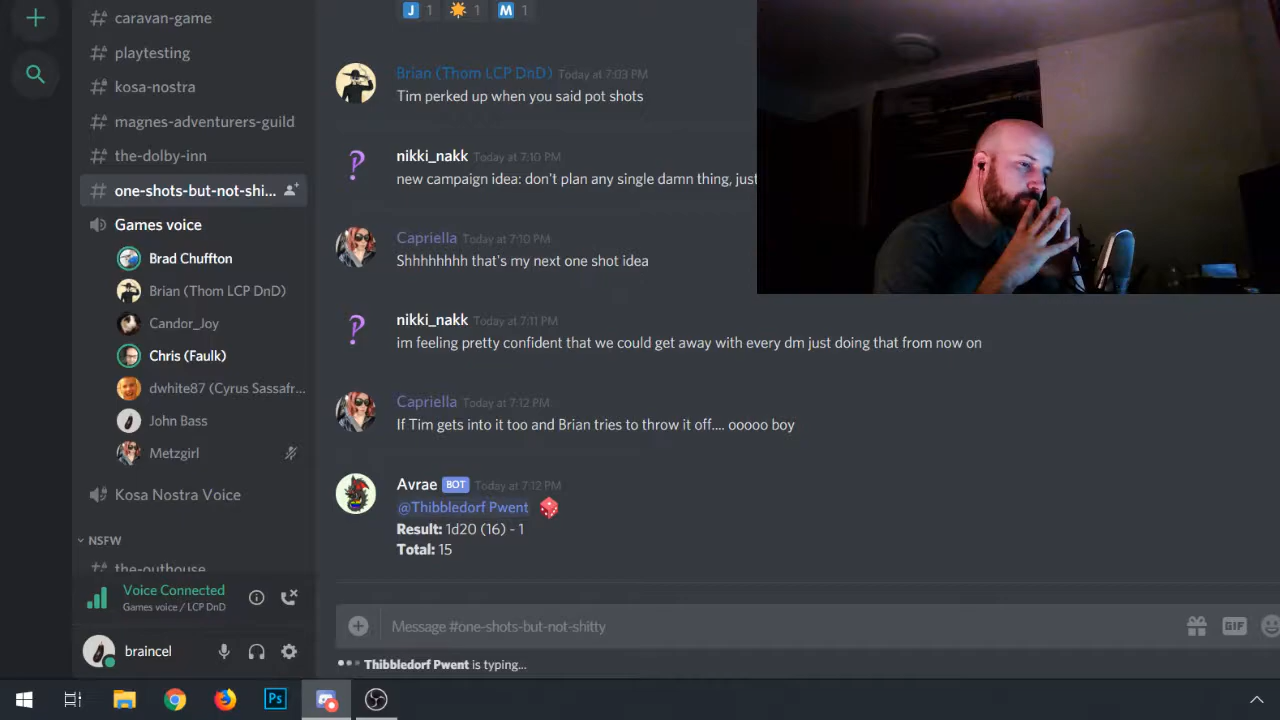 caravan-game
playtesting
kosa-nostra
magnes-adventurers-guild
the-dolby-inn
one-shots-but-not-shi...
Games voice
Brad Chuffton
Brian (Thom LCP DnD)
Candor_Joy
Chris (Faulk)
dwhite87 (Cyrus Sassafr...
John Bass
Metzgirl
Kosa Nostra Voice
NSFW
the-outhouse
Voice Connected
Games voice / LCP DnD
braincel
J 1 1 M 1
Brian (Thom LCP DnD) Today at 7:03 PM
Tim perked up when you said pot shots
nikki_nakk Today at 7:10 PM
new campaign idea: don't plan any single damn thing, just
Capriella Today at 7:10 PM
Shhhhhhh that's my next one shot idea
nikki_nakk Today at 7:11 PM
im feeling pretty confident that we could get away with every dm just doing that from now on
Capriella Today at 7:12 PM
If Tim gets into it too and Brian tries to throw it off.... ooooo boy
Avrae BOT Today at 7:12 PM
@Thibbledorf Pwent
Result: 1d20 (16) - 1
Total: 15
Message #one-shots-but-not-shitty
GIF
Thibbledorf Pwent is typing...
Ps